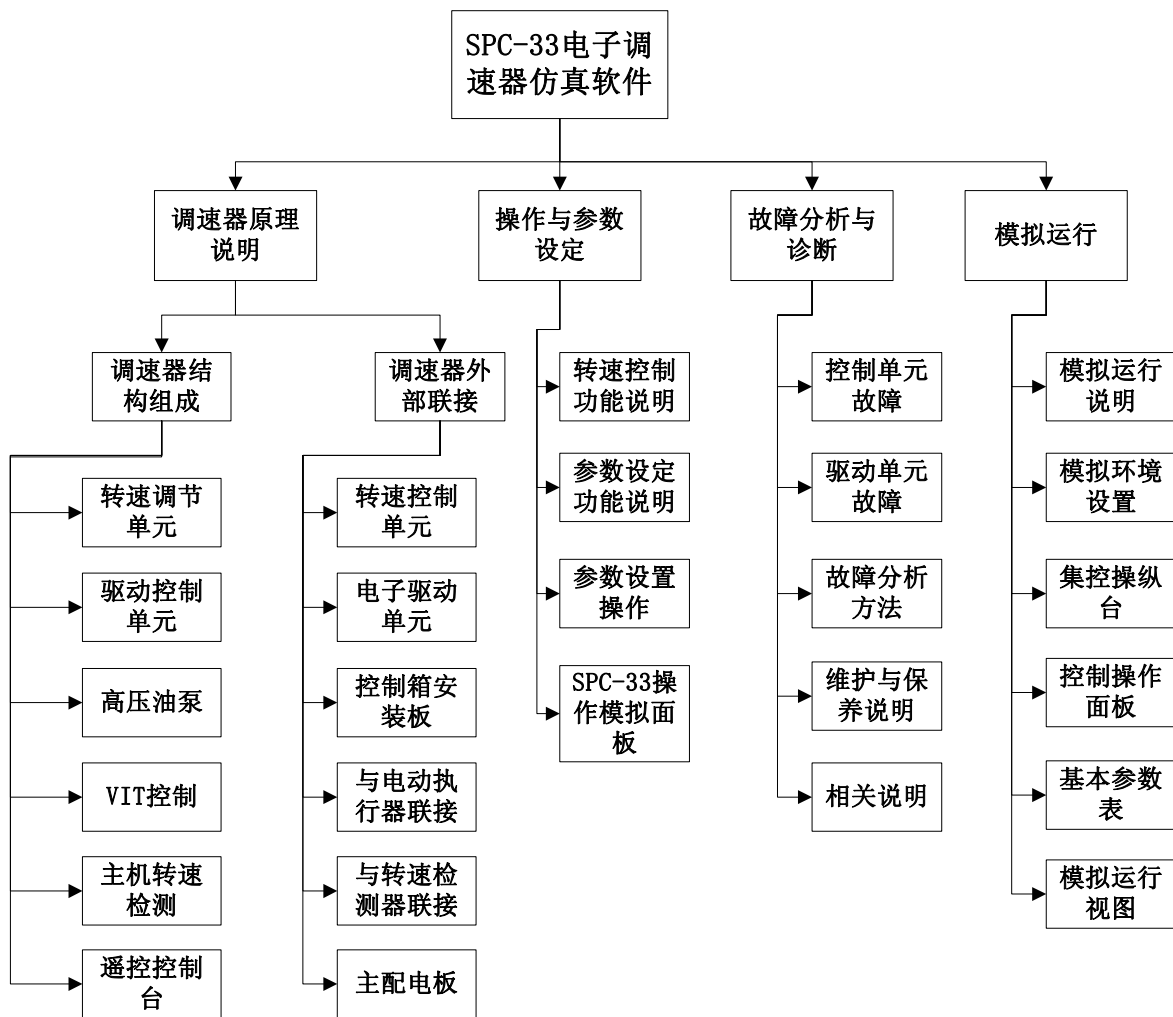 SPC-33电子调
速器仿真软件
调速器原理
说明
操作与参数
设定
故障分析与
诊断
模拟运行
调速器结
构组成
调速器外
部联接
转速调节
单元
驱动控制
单元
高压油泵
VIT控制
主机转速
检测
遥控控制
台
转速控制
单元
电子驱动
单元
控制箱安
装板
与电动执
行器联接
与转速检
测器联接
主配电板
转速控制
功能说明
参数设定
功能说明
参数设置
操作
SPC-33操
作模拟面
板
控制单元
故障
驱动单元
故障
故障分析
方法
维护与保
养说明
相关说明
模拟运行
说明
模拟环境
设置
集控操纵
台
控制操作
面板
基本参数
表
模拟运行
视图